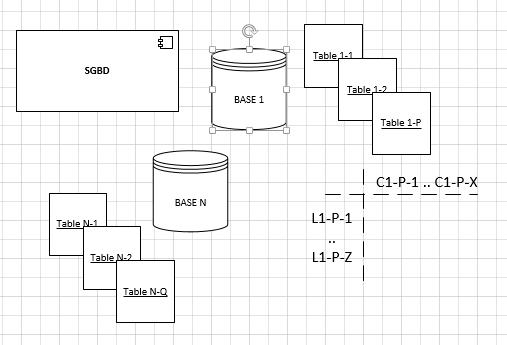 SGBD
BASE 1
Table 1-1
Table 1-2
Table 1-P
C1-P-1 .. C1-P-X
L1-P-1
..
L1-P-Z
BASE N
Table N-1
Table N-2
Table N-Q